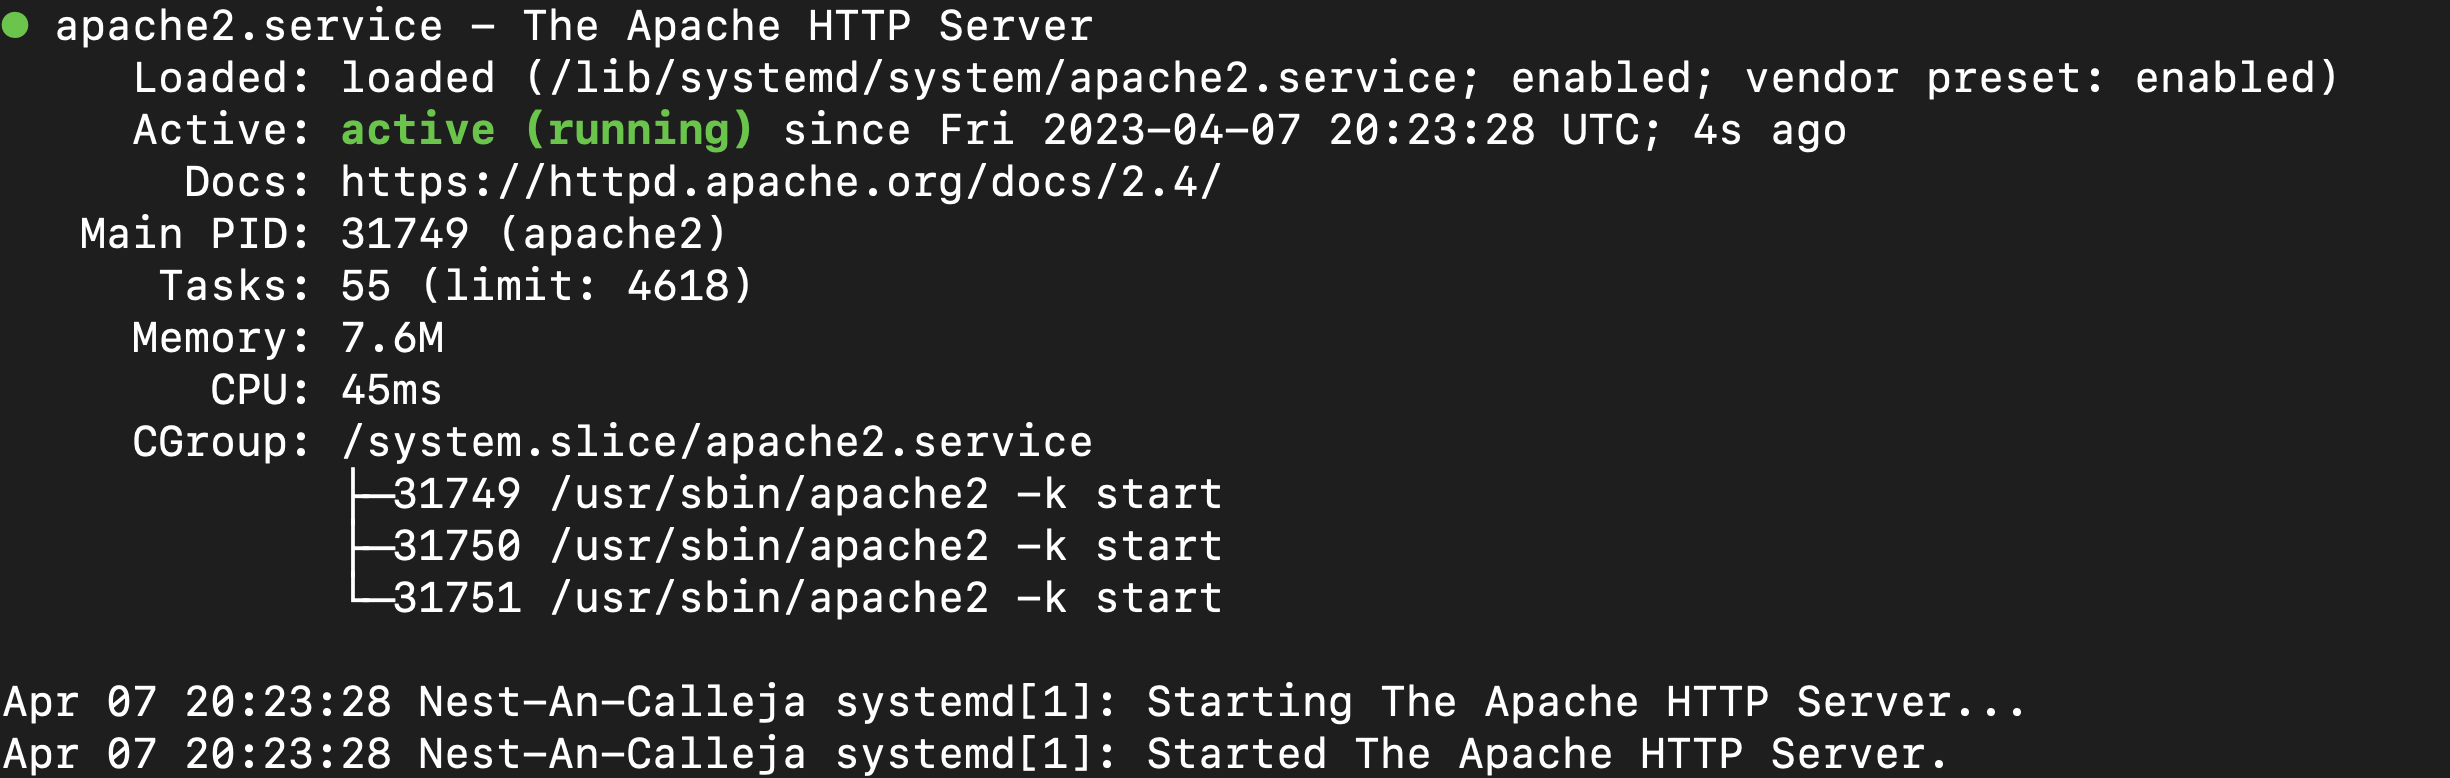 ● apache2.service - The Apache HTTP Server
     Loaded: loaded (/lib/systemd/system/apache2.service; enabled; vendor preset: enabled)
     Active: active (running) since Fri 2023-04-07 20:23:28 UTC; 4s ago
       Docs: https://httpd.apache.org/docs/2.4/
   Main PID: 31749 (apache2)
      Tasks: 55 (limit: 4618)
     Memory: 7.6M
        CPU: 45ms
     CGroup: /system.slice/apache2.service
             ├─31749 /usr/sbin/apache2 -k start
             ├─31750 /usr/sbin/apache2 -k start
             └─31751 /usr/sbin/apache2 -k start

Apr 07 20:23:28 Nest-An-Calleja systemd[1]: Starting The Apache HTTP Server...
Apr 07 20:23:28 Nest-An-Calleja systemd[1]: Started The Apache HTTP Server.